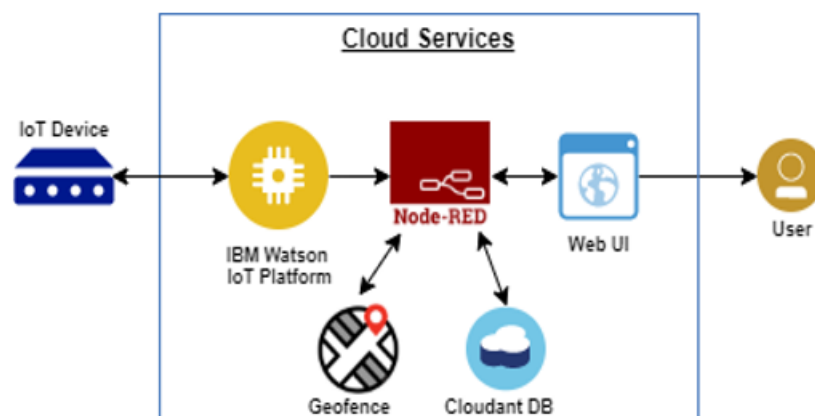 Cloud Services
IoT Device
Node-RED
IBM Watson
IoT Platform
Web UI
User
Geofence
Cloudant DB